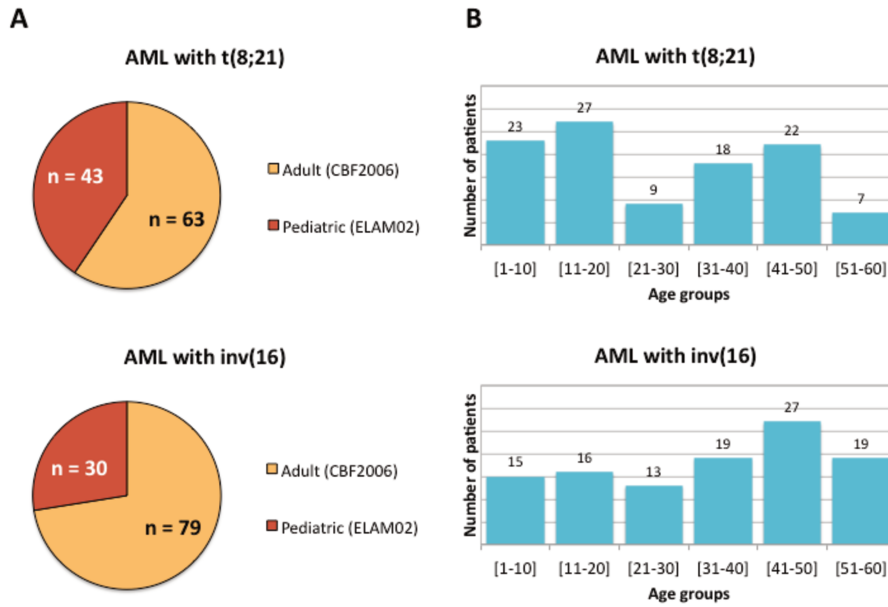 A
AML with t(8;21)
n = 43
n = 63
Adult (CBF2006)
Pediatric (ELAM02)
AML with inv(16)
n = 30
n = 79
Adult (CBF2006)
Pediatric (ELAM02)
B
AML with t(8;21)
Number of patients
23
27
9
18
22
7
[1-10] [11-20] [21-30] [31-40] [41-50] [51-60]
Age groups
AML with inv(16)
Number of patients
15
16
13
19
27
19
[1-10] [11-20] [21-30] [31-40] [41-50] [51-60]
Age groups